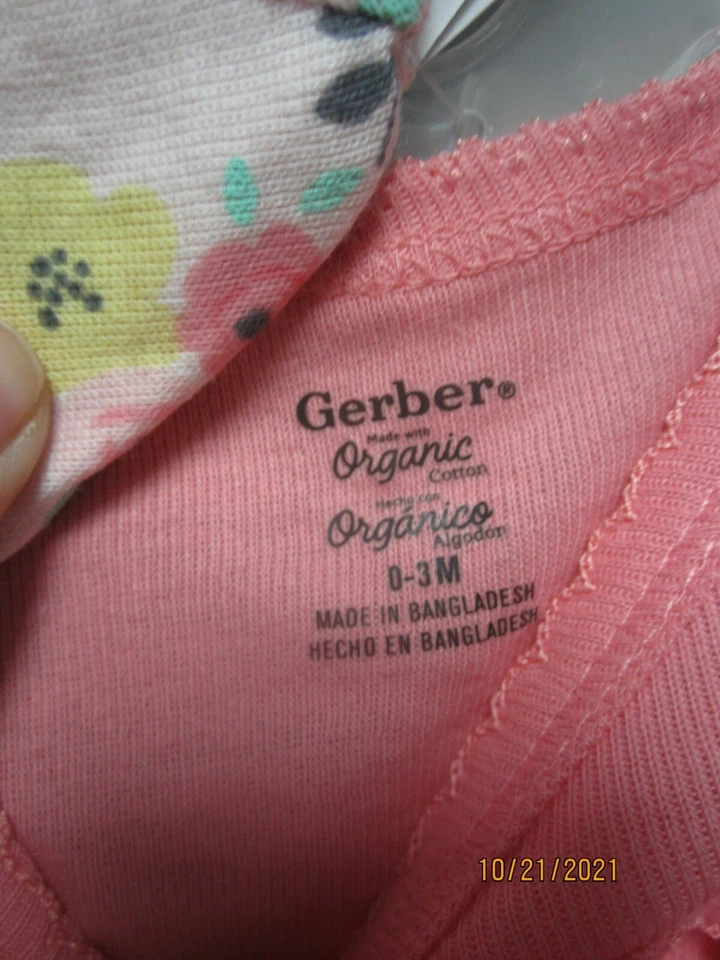 Gerber®
Made with
Organic
Cotton
Hecho con
Orgánico
Algodón
0-3M
MADE IN BANGLADESH
HECHO EN BANGLADESH
10/21/2021